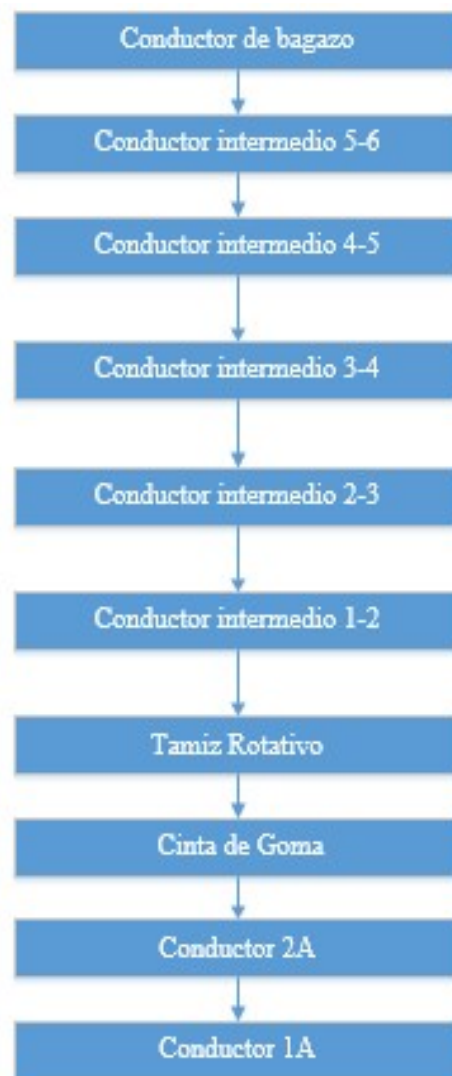 Conductor de bagazo
Conductor intermedio 5-6
Conductor intermedio 4-5
Conductor intermedio 3-4
Conductor intermedio 2-3
Conductor intermedio 1-2
Tamiz Rotativo
Cinta de Goma
Conductor 2A
Conductor 1A